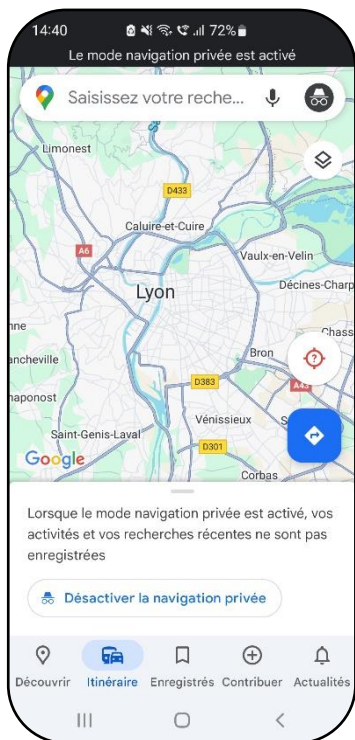 14:40 72%
Le mode navigation privée est activé
Saisissez votre reche...
Limonest
D433
Caluire-et-Cuire
A6
Vaulx-en-Velin
Lyon
Décines-Charp
nne
Chass
ancheville
Bron
D383
A43
haponost
Vénissieux
S
Saint-Genis-Laval
D301
Google
Corbas
Lorsque le mode navigation privée est activé, vos
activités et vos recherches récentes ne sont pas
enregistrées
Désactiver la navigation privée
Découvrir Itinéraire Enregistrés Contribuer Actualités